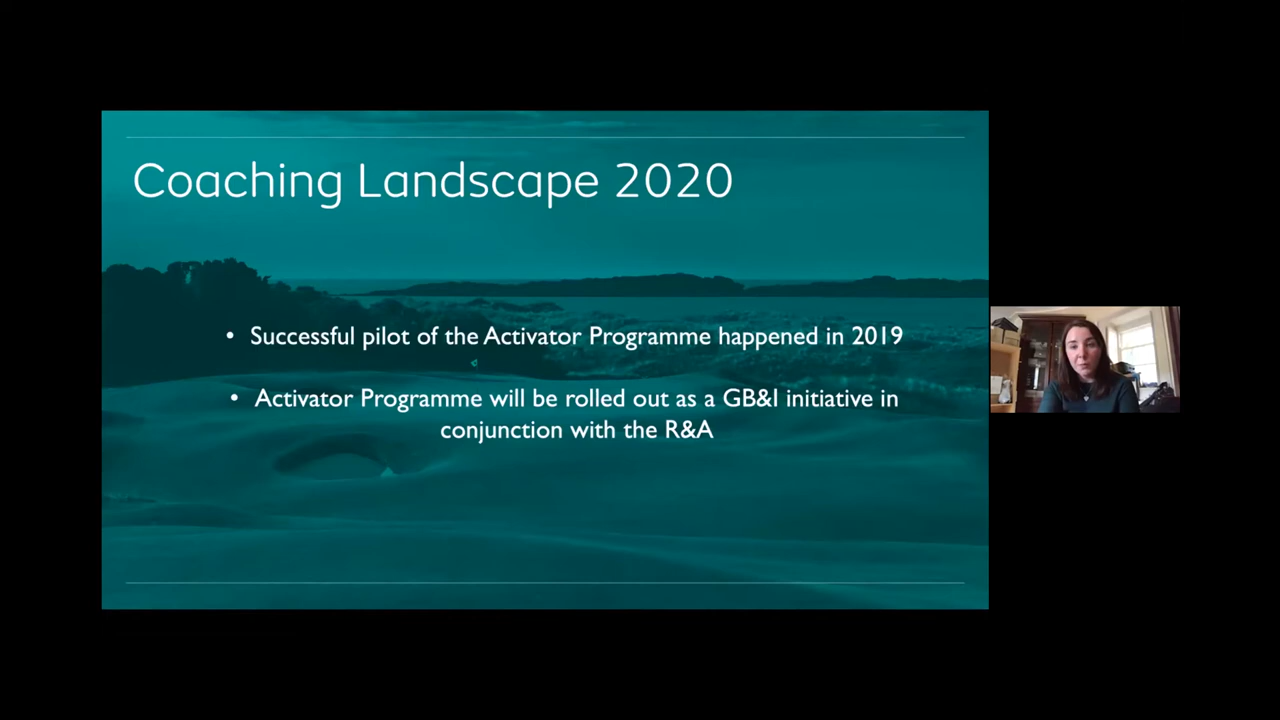 Coaching Landscape 2020
• Successful pilot of the Activator Programme happened in 2019
• Activator Programme will be rolled out as a GB&I initiative in
conjunction with the R&A